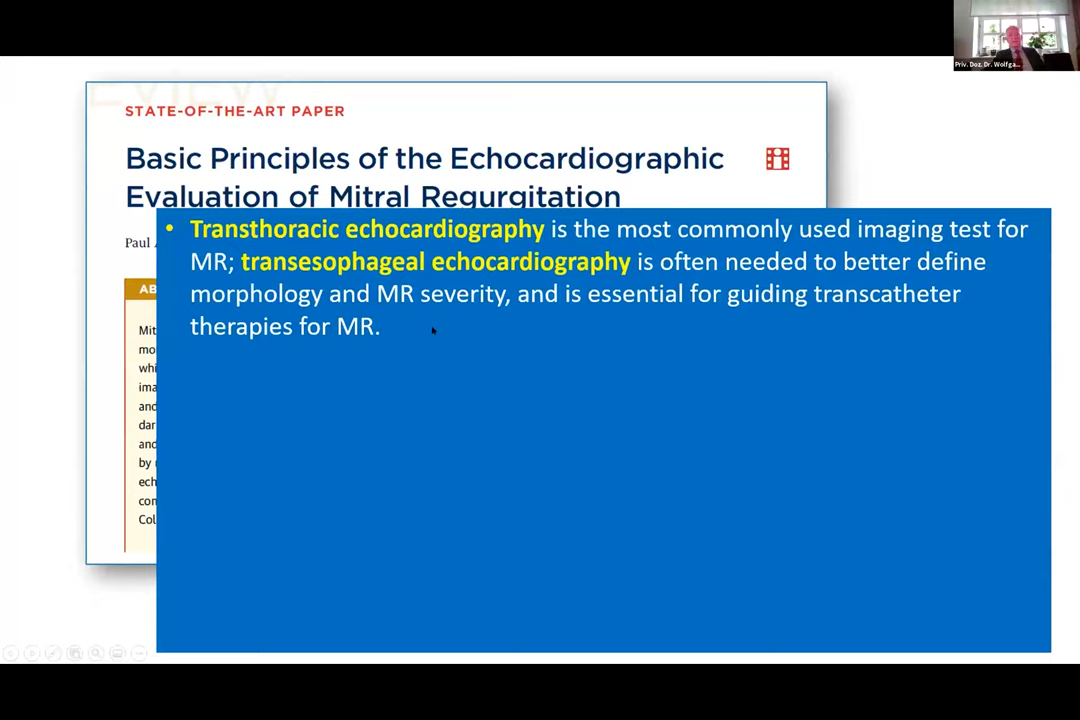 Priv. Doz. Dr. Wolfga...
STATE-OF-THE-ART PAPER
Basic Principles of the Echocardiographic
Evaluation of Mitral Regurgitation
• Transthoracic echocardiography is the most commonly used imaging test for
MR; transesophageal echocardiography is often needed to better define
morphology and MR severity, and is essential for guiding transcatheter
therapies for MR.
Paul
AB
Mit
mo
whi
ima
and
dar
and
by
ech
con
Col